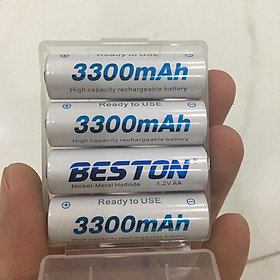 Ready to USE
3300mAh
High capacity rechargeable battery
Ready to USE
3300mAh
High capacity rechargeable battery
BESTON
Nickel-Metal Hydride 1.2V AA
Ready to USE
3300mAh
High capacity rechargeable battery